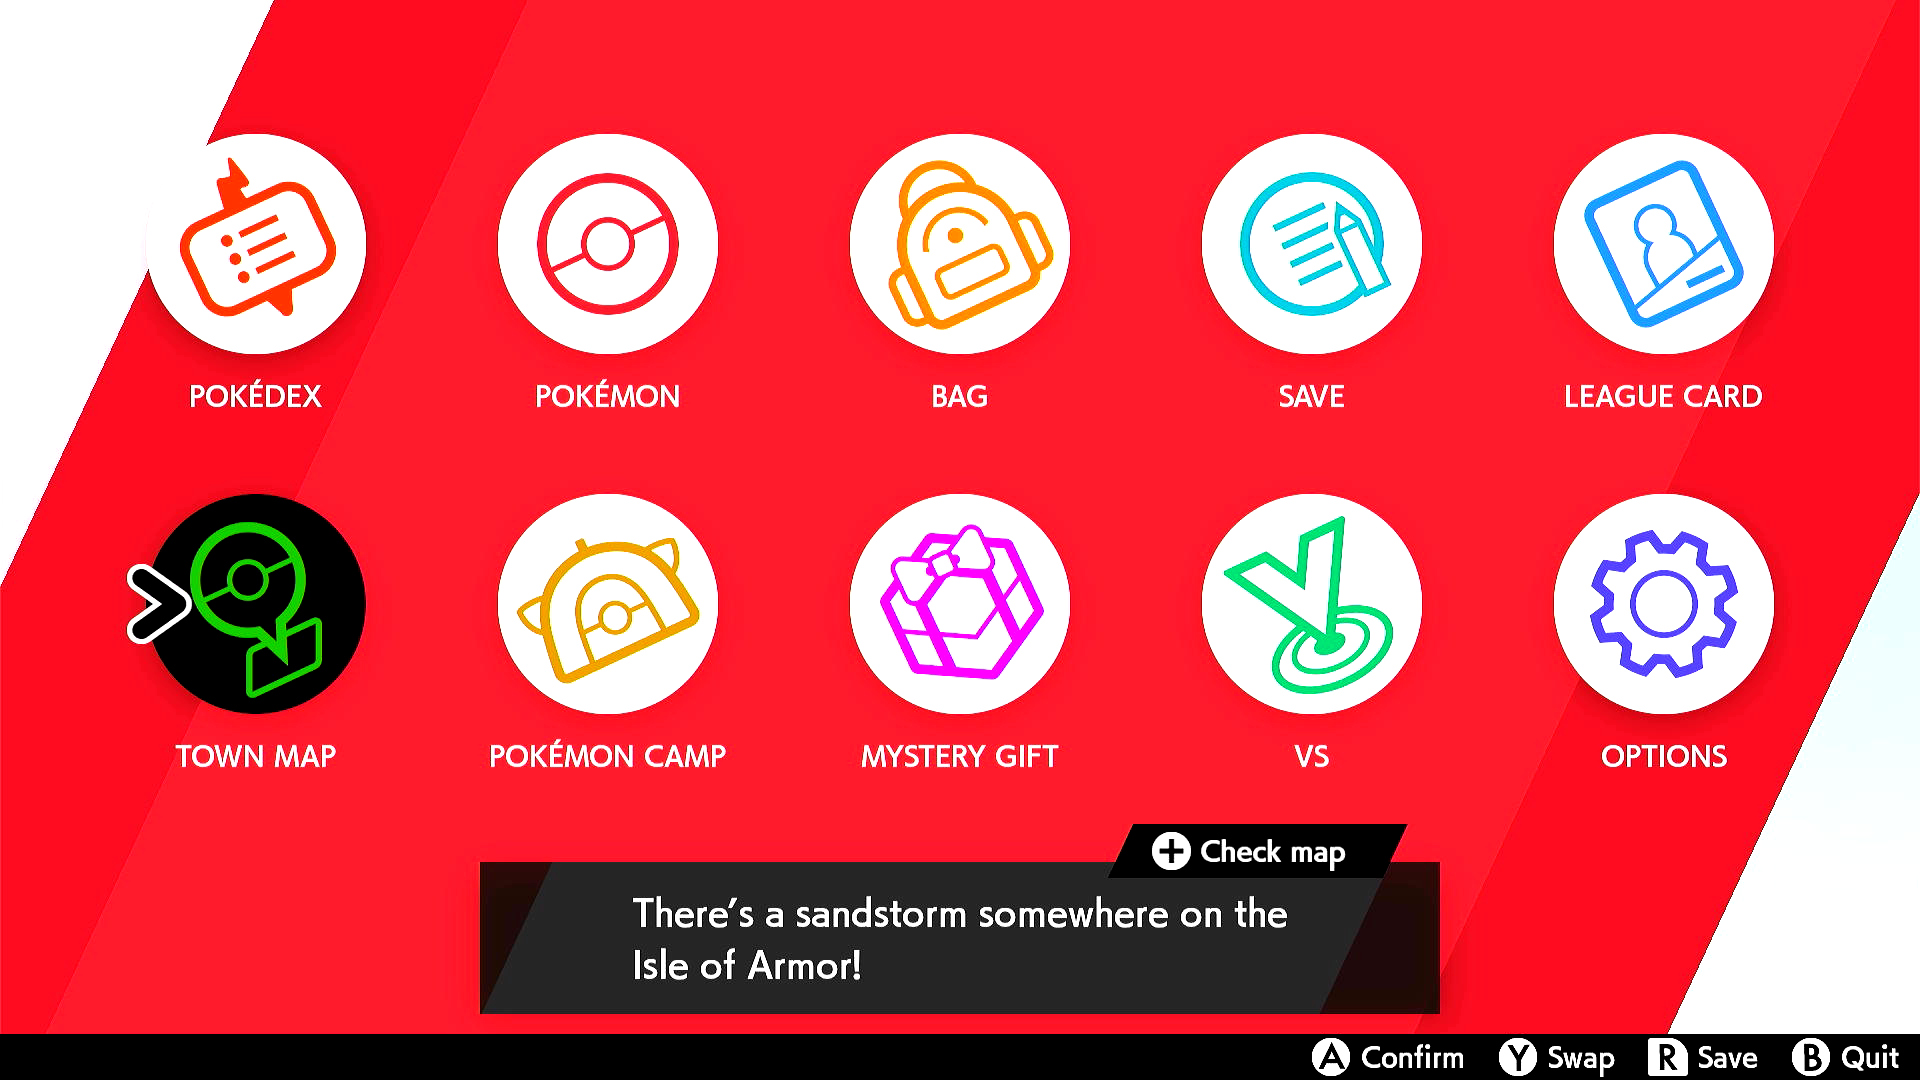 POKÉDEX
POKÉMON
BAG
SAVE
LEAGUE CARD
TOWN MAP
POKÉMON CAMP
MYSTERY GIFT
VS
OPTIONS
Check map
There's a sandstorm somewhere on the
Isle of Armor!
A Confirm Y Swap R Save B Quit